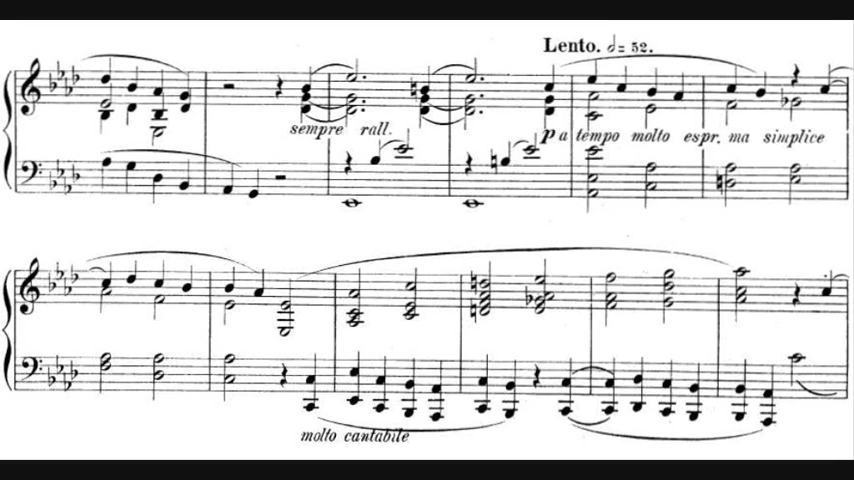 Lento. 𝅗𝅥 = 52.
sempre rall.
p a tempo molto espr. ma simplice
molto cantabile